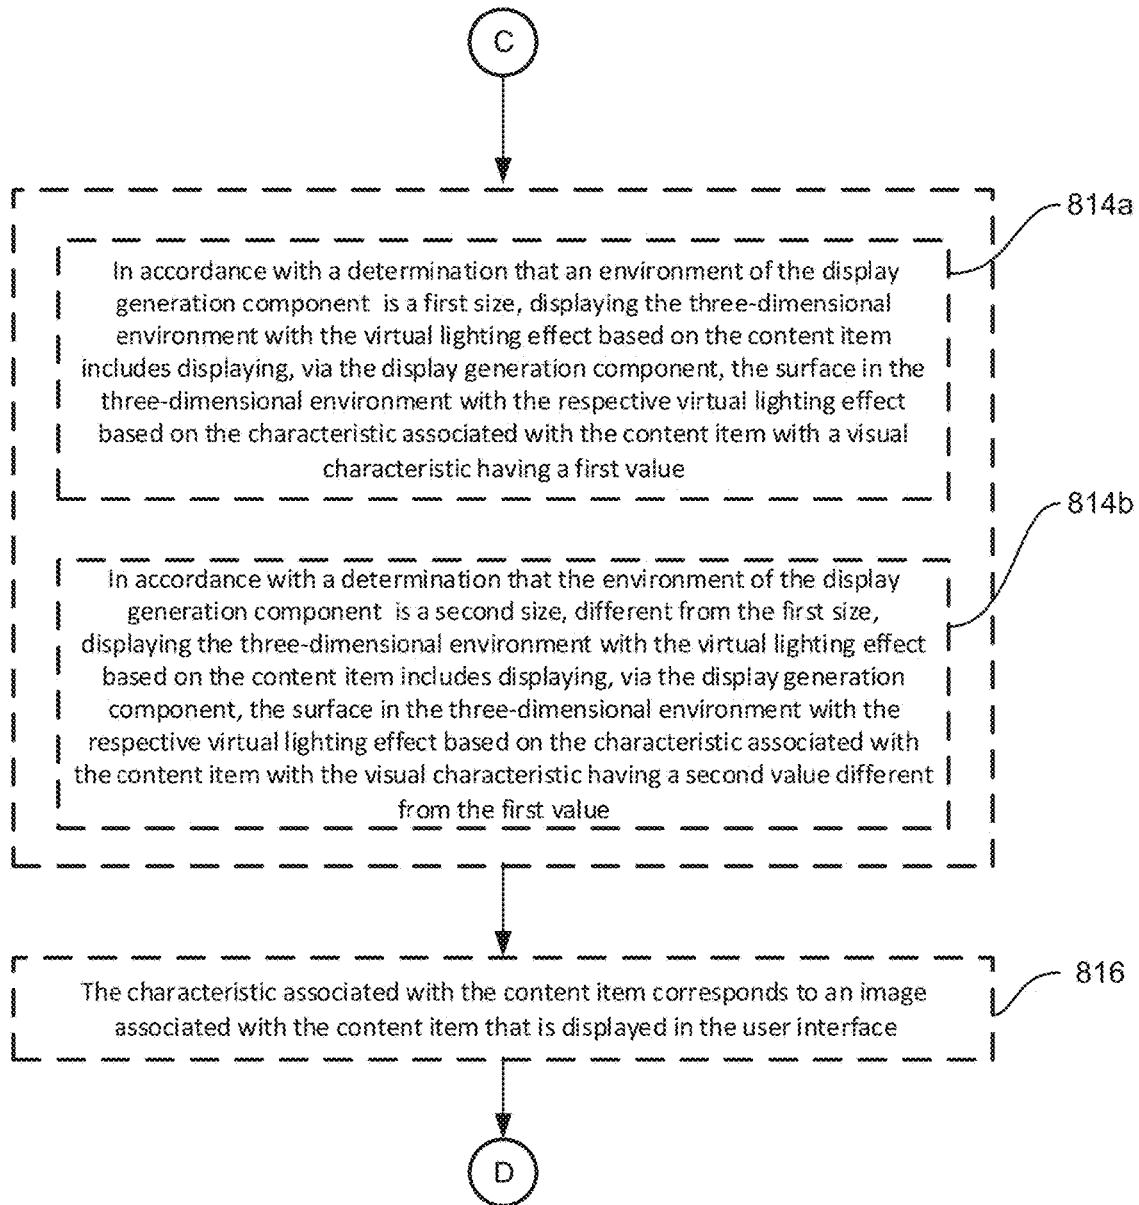 C
814a
In accordance with a determination that an environment of the display
generation component is a first size, displaying the three-dimensional
environment with the virtual lighting effect based on the content item
includes displaying, via the display generation component, the surface in the
three-dimensional environment with the respective virtual lighting effect
based on the characteristic associated with the content item with a visual
characteristic having a first value
814b
In accordance with a determination that the environment of the display
generation component is a second size, different from the first size,
displaying the three-dimensional environment with the virtual lighting effect
based on the content item includes displaying, via the display generation
component, the surface in the three-dimensional environment with the
respective virtual lighting effect based on the characteristic associated with
the content item with the visual characteristic having a second value different
from the first value
816
The characteristic associated with the content item corresponds to an image
associated with the content item that is displayed in the user interface
D